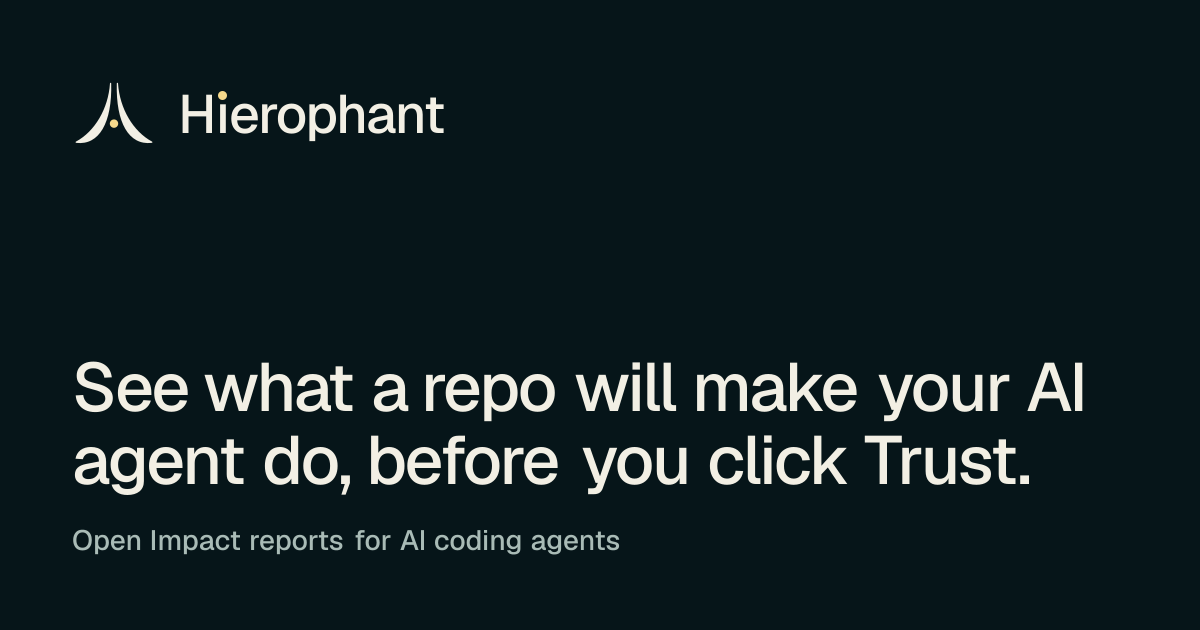 Hierophant
See what a repo will make your AI
agent do, before you click Trust.
Open Impact reports for AI coding agents